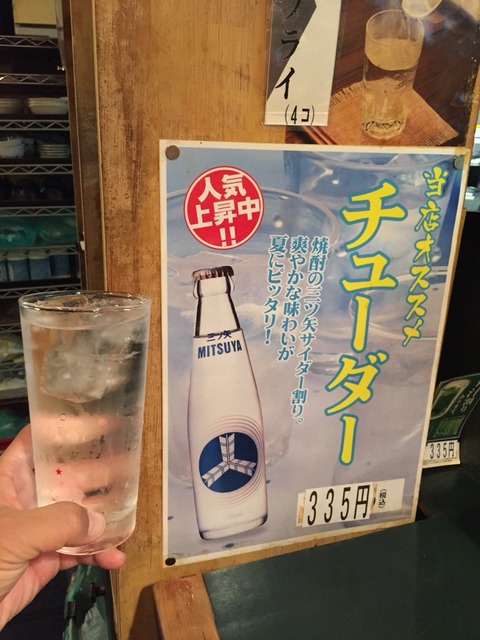 フライ
(4コ)
当店オススメ
チューダー
人気
上昇中
!!
焼酎の三ツ矢サイダー割り。
爽やかな味わいが
夏にピッタリ!
三ツ矢
MITSUYA
335円
(税込)
335円